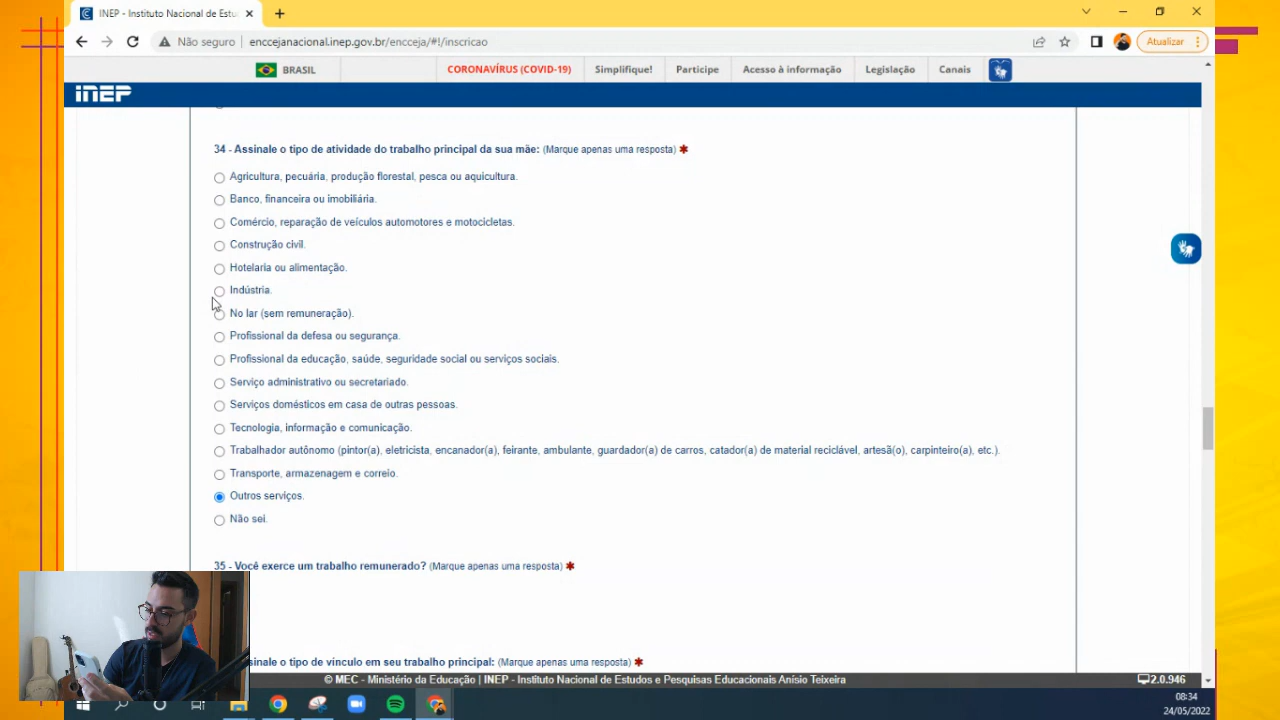 INEP - Instituto Nacional de Estu
Não seguro
enccejanacional.inep.gov.br/encceja/#!/inscricao
Atualizar
BRASIL
CORONAVÍRUS (COVID-19)
Simplifique!
Participe
Acesso à informação
Legislação
Canais
inep
34 - Assinale o tipo de atividade do trabalho principal da sua mãe: (Marque apenas uma resposta) *
Agricultura, pecuária, produção florestal, pesca ou aquicultura.
Banco, financeira ou imobiliária.
Comércio, reparação de veículos automotores e motocicletas.
Construção civil.
Hotelaria ou alimentação.
Indústria.
No lar (sem remuneração).
Profissional da defesa ou segurança.
Profissional da educação, saúde, seguridade social ou serviços sociais.
Serviço administrativo ou secretariado.
Serviços domésticos em casa de outras pessoas.
Tecnologia, informação e comunicação.
Trabalhador autônomo (pintor(a), eletricista, encanador(a), feirante, ambulante, guardador(a) de carros, catador(a) de material reciclável, artesã(o), carpinteiro(a), etc.).
Transporte, armazenagem e correio.
Outros serviços.
Não sei.
35 - Você exerce um trabalho remunerado? (Marque apenas uma resposta) *
o tipo de vínculo em seu trabalho principal: (Marque apenas uma resposta) *
© MEC - Ministério da Educação | INEP - Instituto Nacional de Estudos e Pesquisas Educacionais Anísio Teixeira
2.0.946
08:34
24/05/2022